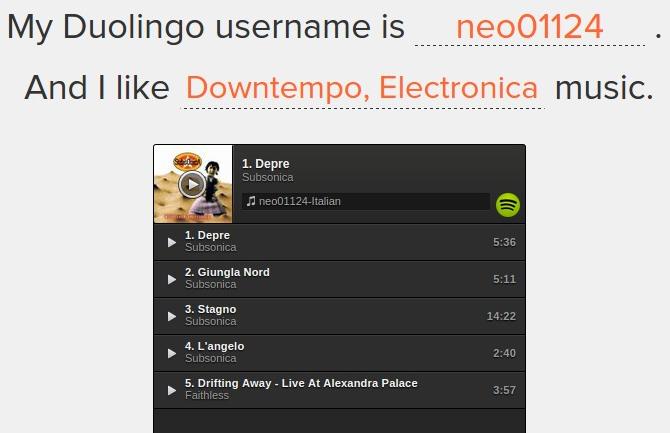 My Duolingo username is neo01124 .
And I like Downtempo, Electronica music.
SubsOnicA
1. Depre
Subsonica
neo01124-Italian
1. Depre
Subsonica
5:36
2. Giungla Nord
Subsonica
5:11
3. Stagno
Subsonica
14:22
4. L'angelo
Subsonica
2:40
5. Drifting Away - Live At Alexandra Palace
Faithless
3:57